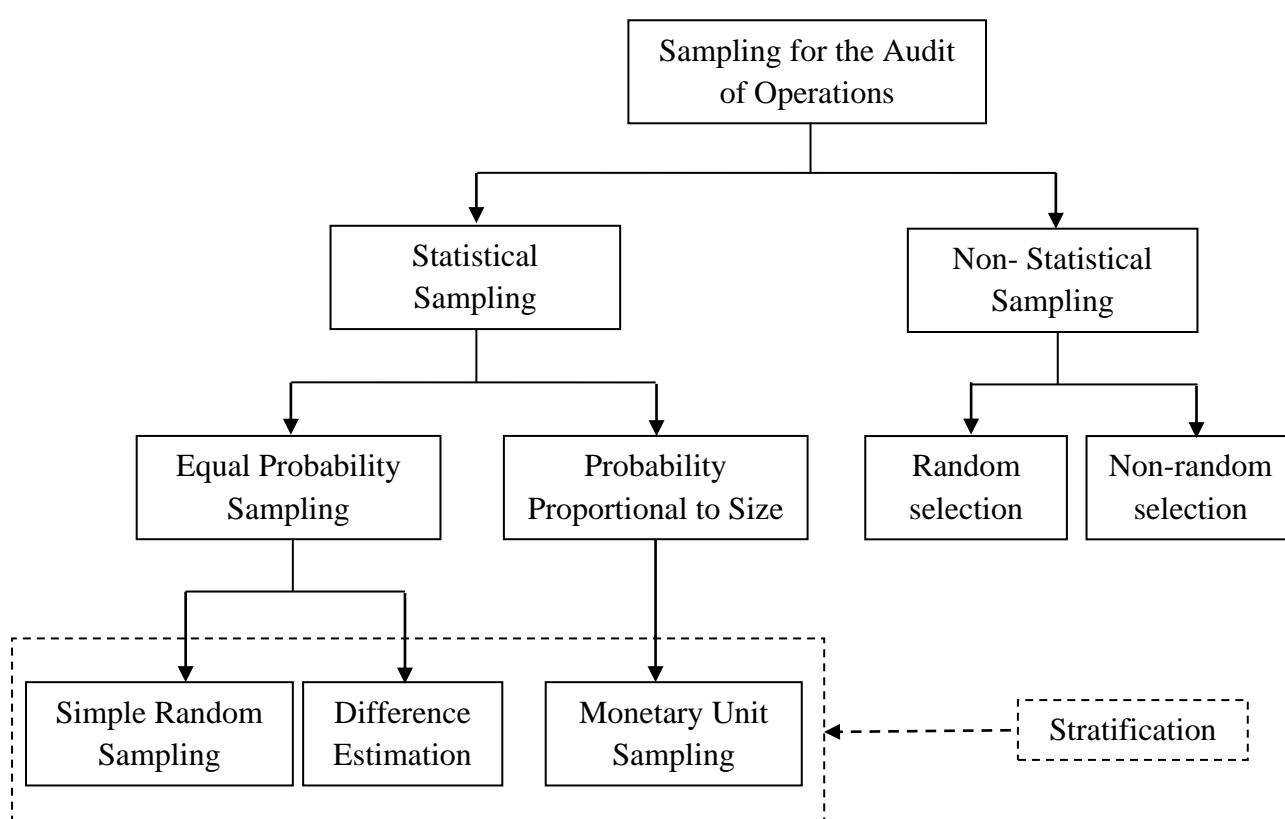 Sampling for the Audit
of Operations
Statistical
Sampling
Non- Statistical
Sampling
Equal Probability
Sampling
Probability
Proportional to Size
Random
selection
Non-random
selection
Simple Random
Sampling
Difference
Estimation
Monetary Unit
Sampling
Stratification